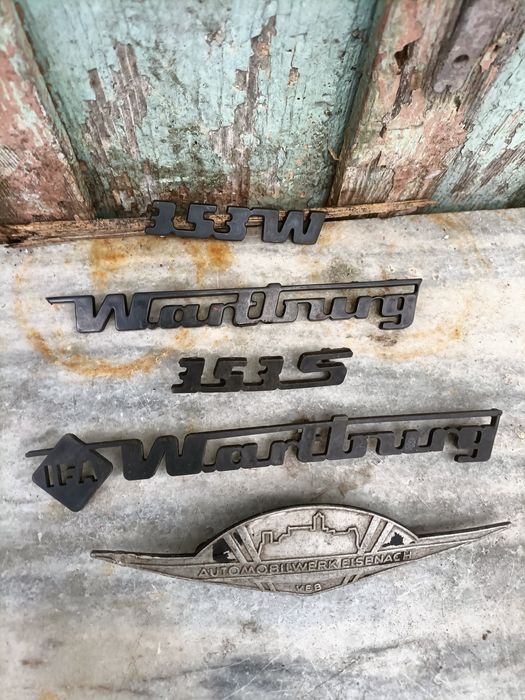 353W
Wartburg
353S
IFA Wartburg
AUTOMOBILWERK EISENACH
VEB